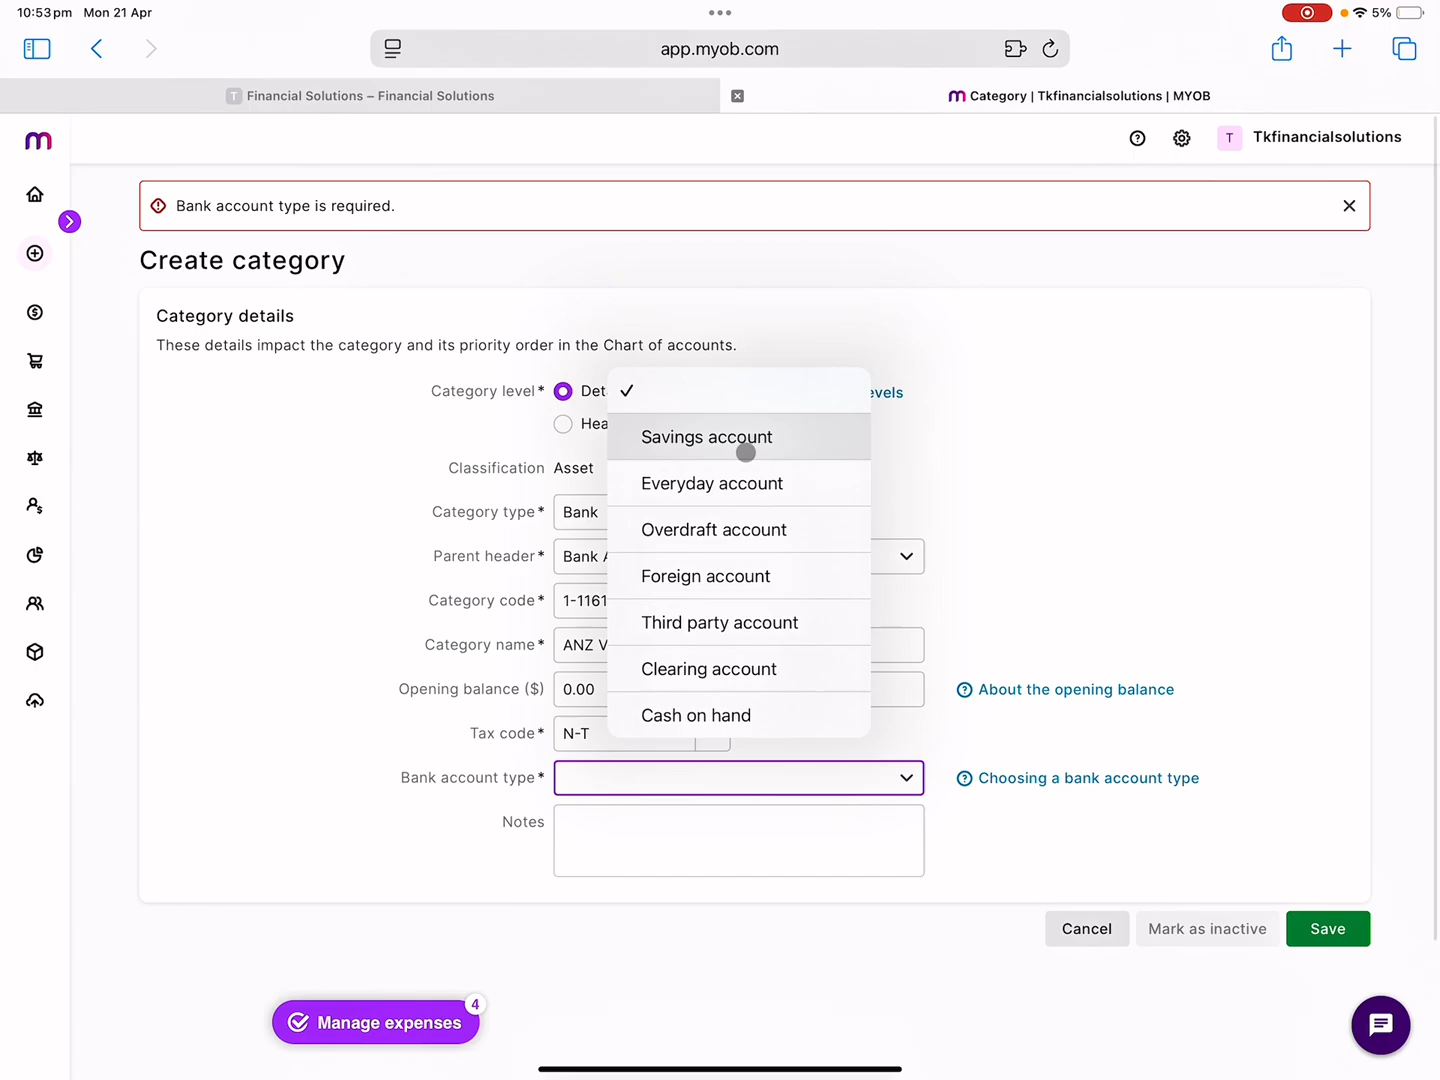 10:53 pm Mon 21 Apr
5%
app.myob.com
T Financial Solutions – Financial Solutions
Category | Tkfinancialsolutions | MYOB
T Tkfinancialsolutions
Bank account type is required.
Create category
Category details
These details impact the category and its priority order in the Chart of accounts.
Category level* Det evels
Hea
Classification Asset
Category type* Bank
Parent header* Bank A
Category code* 1-1161
Category name* ANZ V
Opening balance ($) 0.00 About the opening balance
Tax code* N-T
Bank account type* Choosing a bank account type
Notes
Savings account
Everyday account
Overdraft account
Foreign account
Third party account
Clearing account
Cash on hand
Cancel Mark as inactive Save
Manage expenses 4